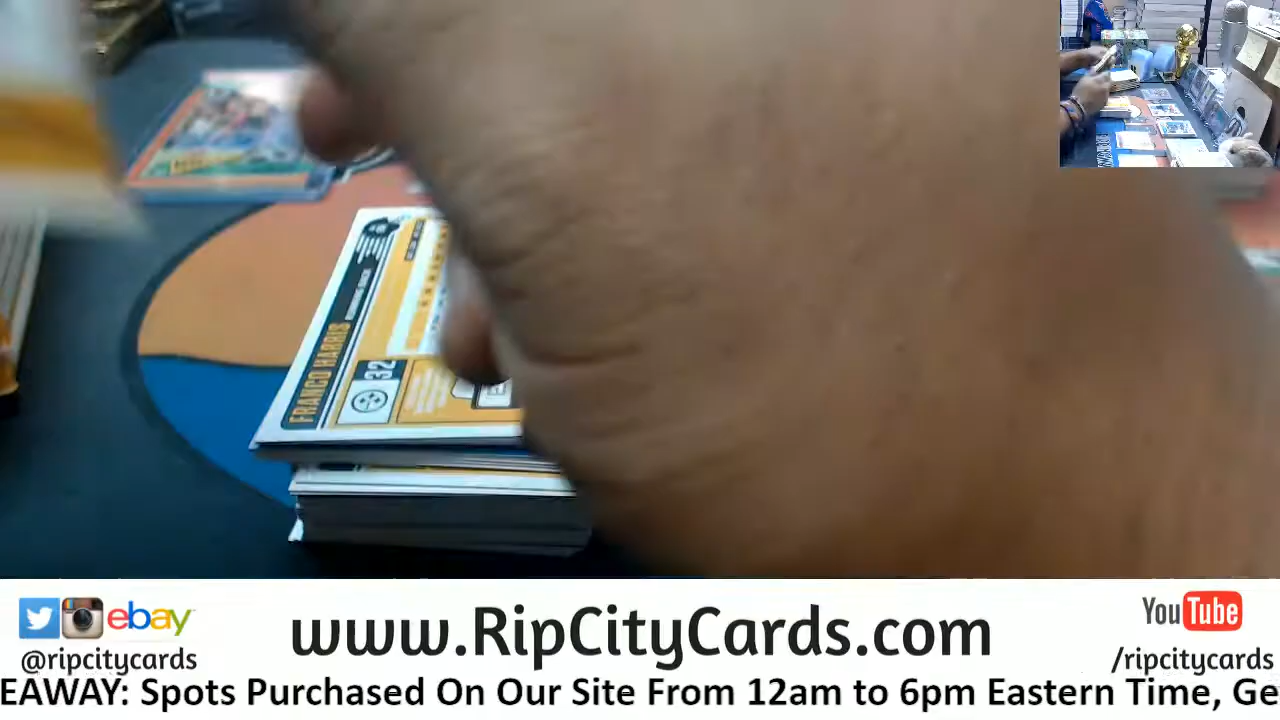 FRANCO HARRIS
32
ebay
@ripcitycards
www.RipCityCards.com
YouTube
/ripcitycards
EAWAY: Spots Purchased On Our Site From 12am to 6pm Eastern Time, Ge